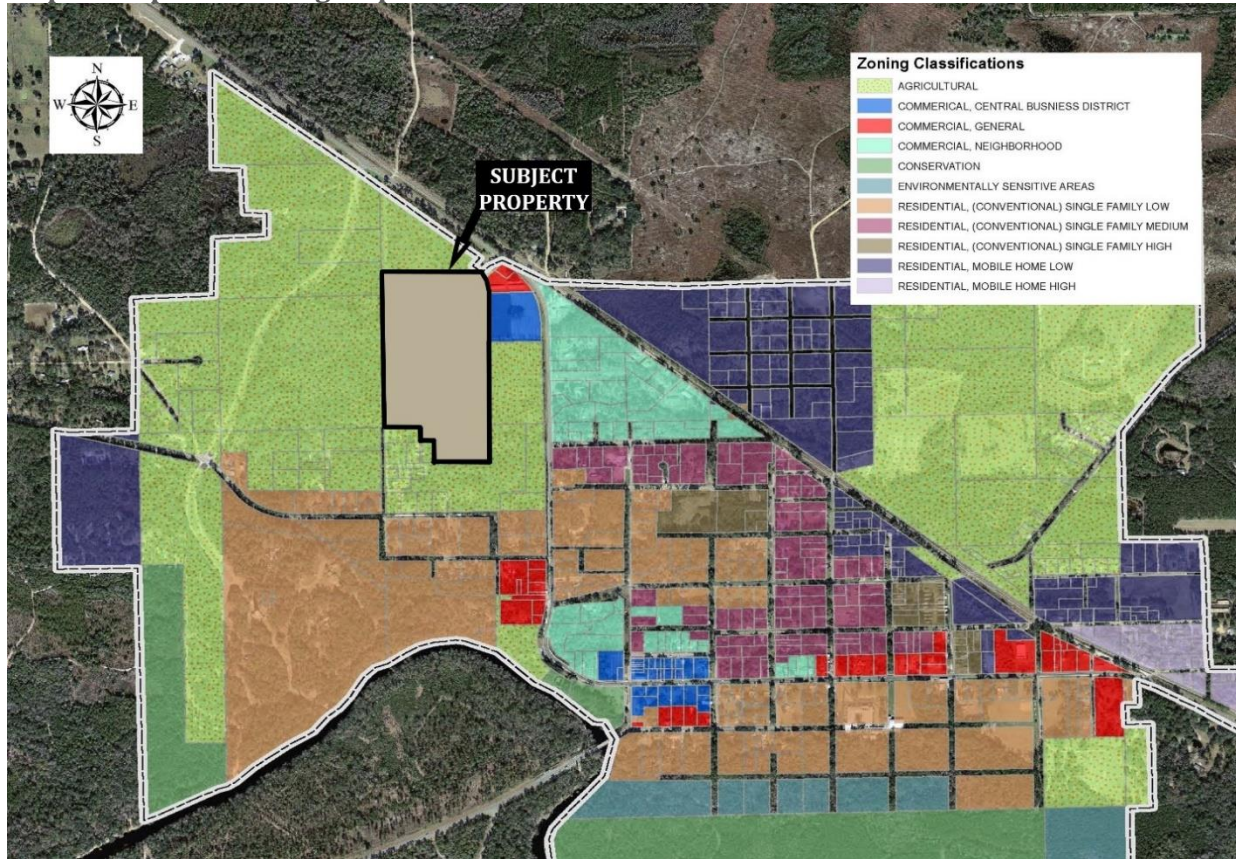 N
W
E
S
SUBJECT
PROPERTY
Zoning Classifications
AGRICULTURAL
COMMERICAL, CENTRAL BUSNIESS DISTRICT
COMMERCIAL, GENERAL
COMMERCIAL, NEIGHBORHOOD
CONSERVATION
ENVIRONMENTALLY SENSITIVE AREAS
RESIDENTIAL, (CONVENTIONAL) SINGLE FAMILY LOW
RESIDENTIAL, (CONVENTIONAL) SINGLE FAMILY MEDIUM
RESIDENTIAL, (CONVENTIONAL) SINGLE FAMILY HIGH
RESIDENTIAL, MOBILE HOME LOW
RESIDENTIAL, MOBILE HOME HIGH